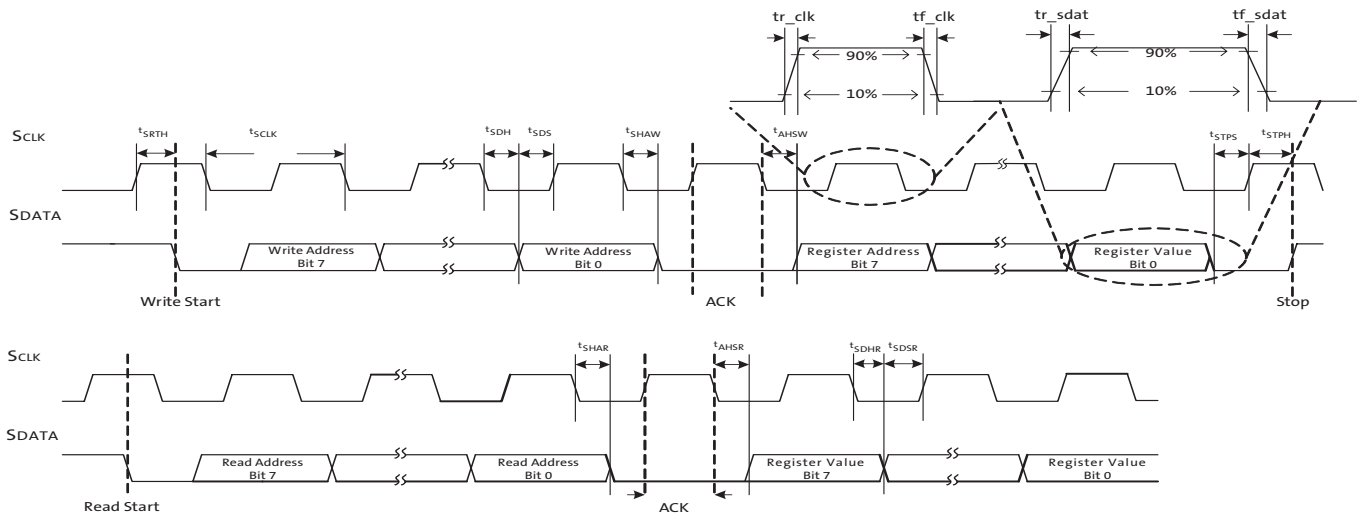 tr_clk tf_clk tr_sdat tf_sdat
90% 90%
10% 10%
SCLK tSRTH tSCLK tSDH tSDS tSHAW tAHSW tSTPS tSTPH
SDATA
Write Address Bit 7
Write Address Bit 0
Register Address Bit 7
Register Value Bit 0
Write Start ACK Stop
SCLK tSHAR tAHSR tSDHR tSDSR
SDATA
Read Address Bit 7
Read Address Bit 0
Register Value Bit 7
Register Value Bit 0
Read Start ACK